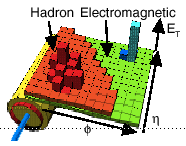 Hadron Electromagnetic
E_T
φ
η